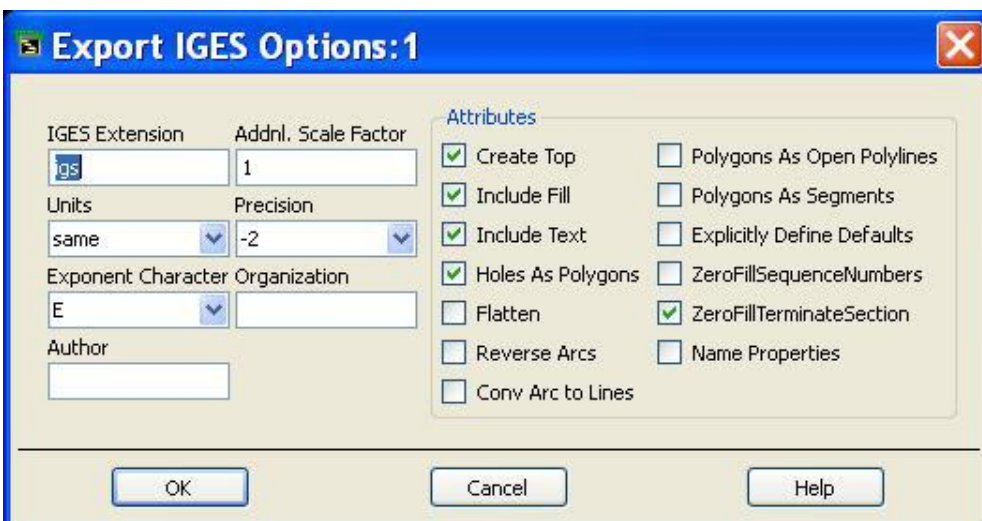 Export IGES Options:1
IGES Extension Addnl. Scale Factor
igs 1
Units Precision
same -2
Exponent Character Organization
E
Author
Attributes
Create Top Polygons As Open Polylines
Include Fill Polygons As Segments
Include Text Explicitly Define Defaults
Holes As Polygons ZeroFillSequenceNumbers
Flatten ZeroFillTerminateSection
Reverse Arcs Name Properties
Conv Arc to Lines
OK Cancel Help